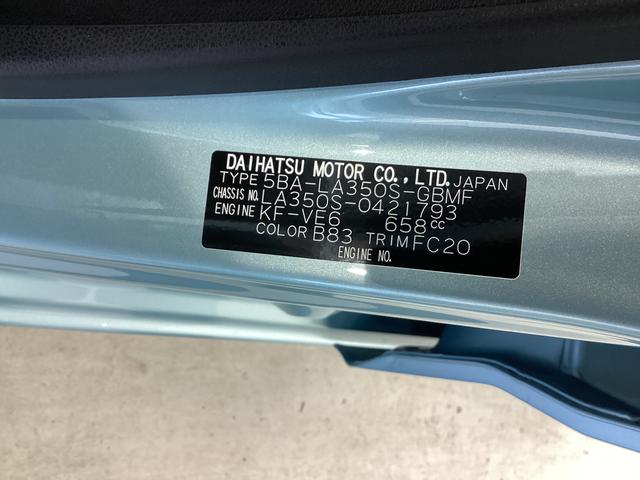 DAIHATSU MOTOR CO., LTD. JAPAN
TYPE 5BA-LA350S-GBMF
CHASSIS NO. LA350S-0421793
ENGINE KF-VE6 658cc
COLOR B83 TRIM FC20
ENGINE NO.